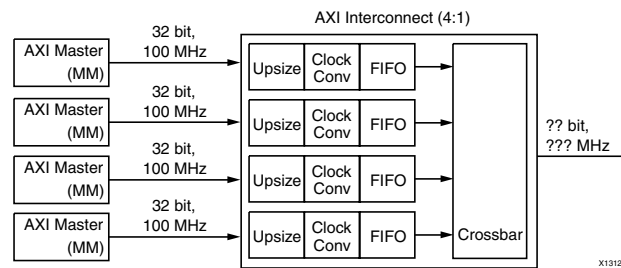 AXI Interconnect (4:1)
32 bit,
100 MHz
AXI Master
(MM)
Upsize
Clock
Conv
FIFO
32 bit,
100 MHz
AXI Master
(MM)
Upsize
Clock
Conv
FIFO
?? bit,
??? MHz
32 bit,
100 MHz
AXI Master
(MM)
Upsize
Clock
Conv
FIFO
32 bit,
100 MHz
AXI Master
(MM)
Upsize
Clock
Conv
FIFO
Crossbar
X1312